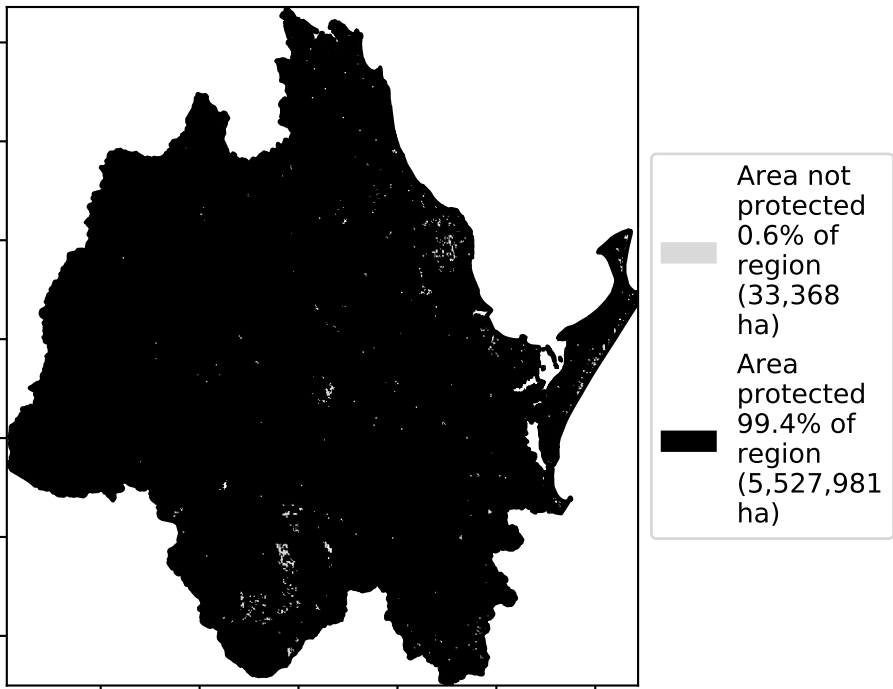 Area not
protected
0.6% of
region
(33,368
ha)
Area
protected
99.4% of
region
(5,527,981
ha)